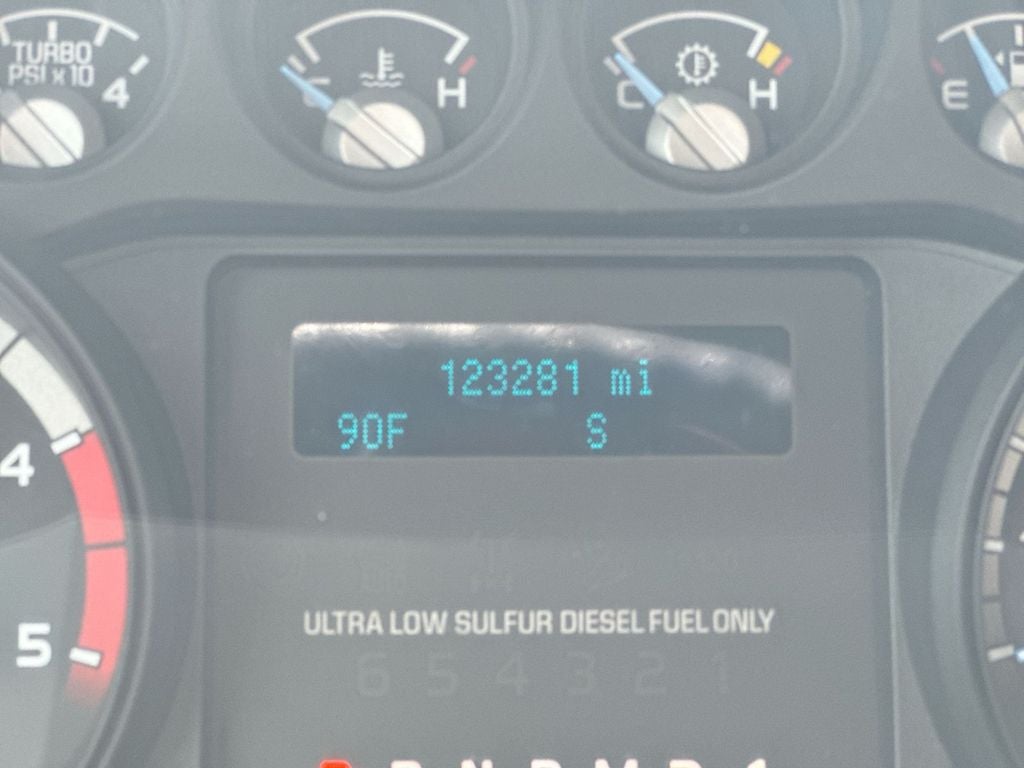 TURBO
PSI x 10
4
C H
C H
E
123281 mi
90F S
4
5
ULTRA LOW SULFUR DIESEL FUEL ONLY
6 5 4 3 2 1